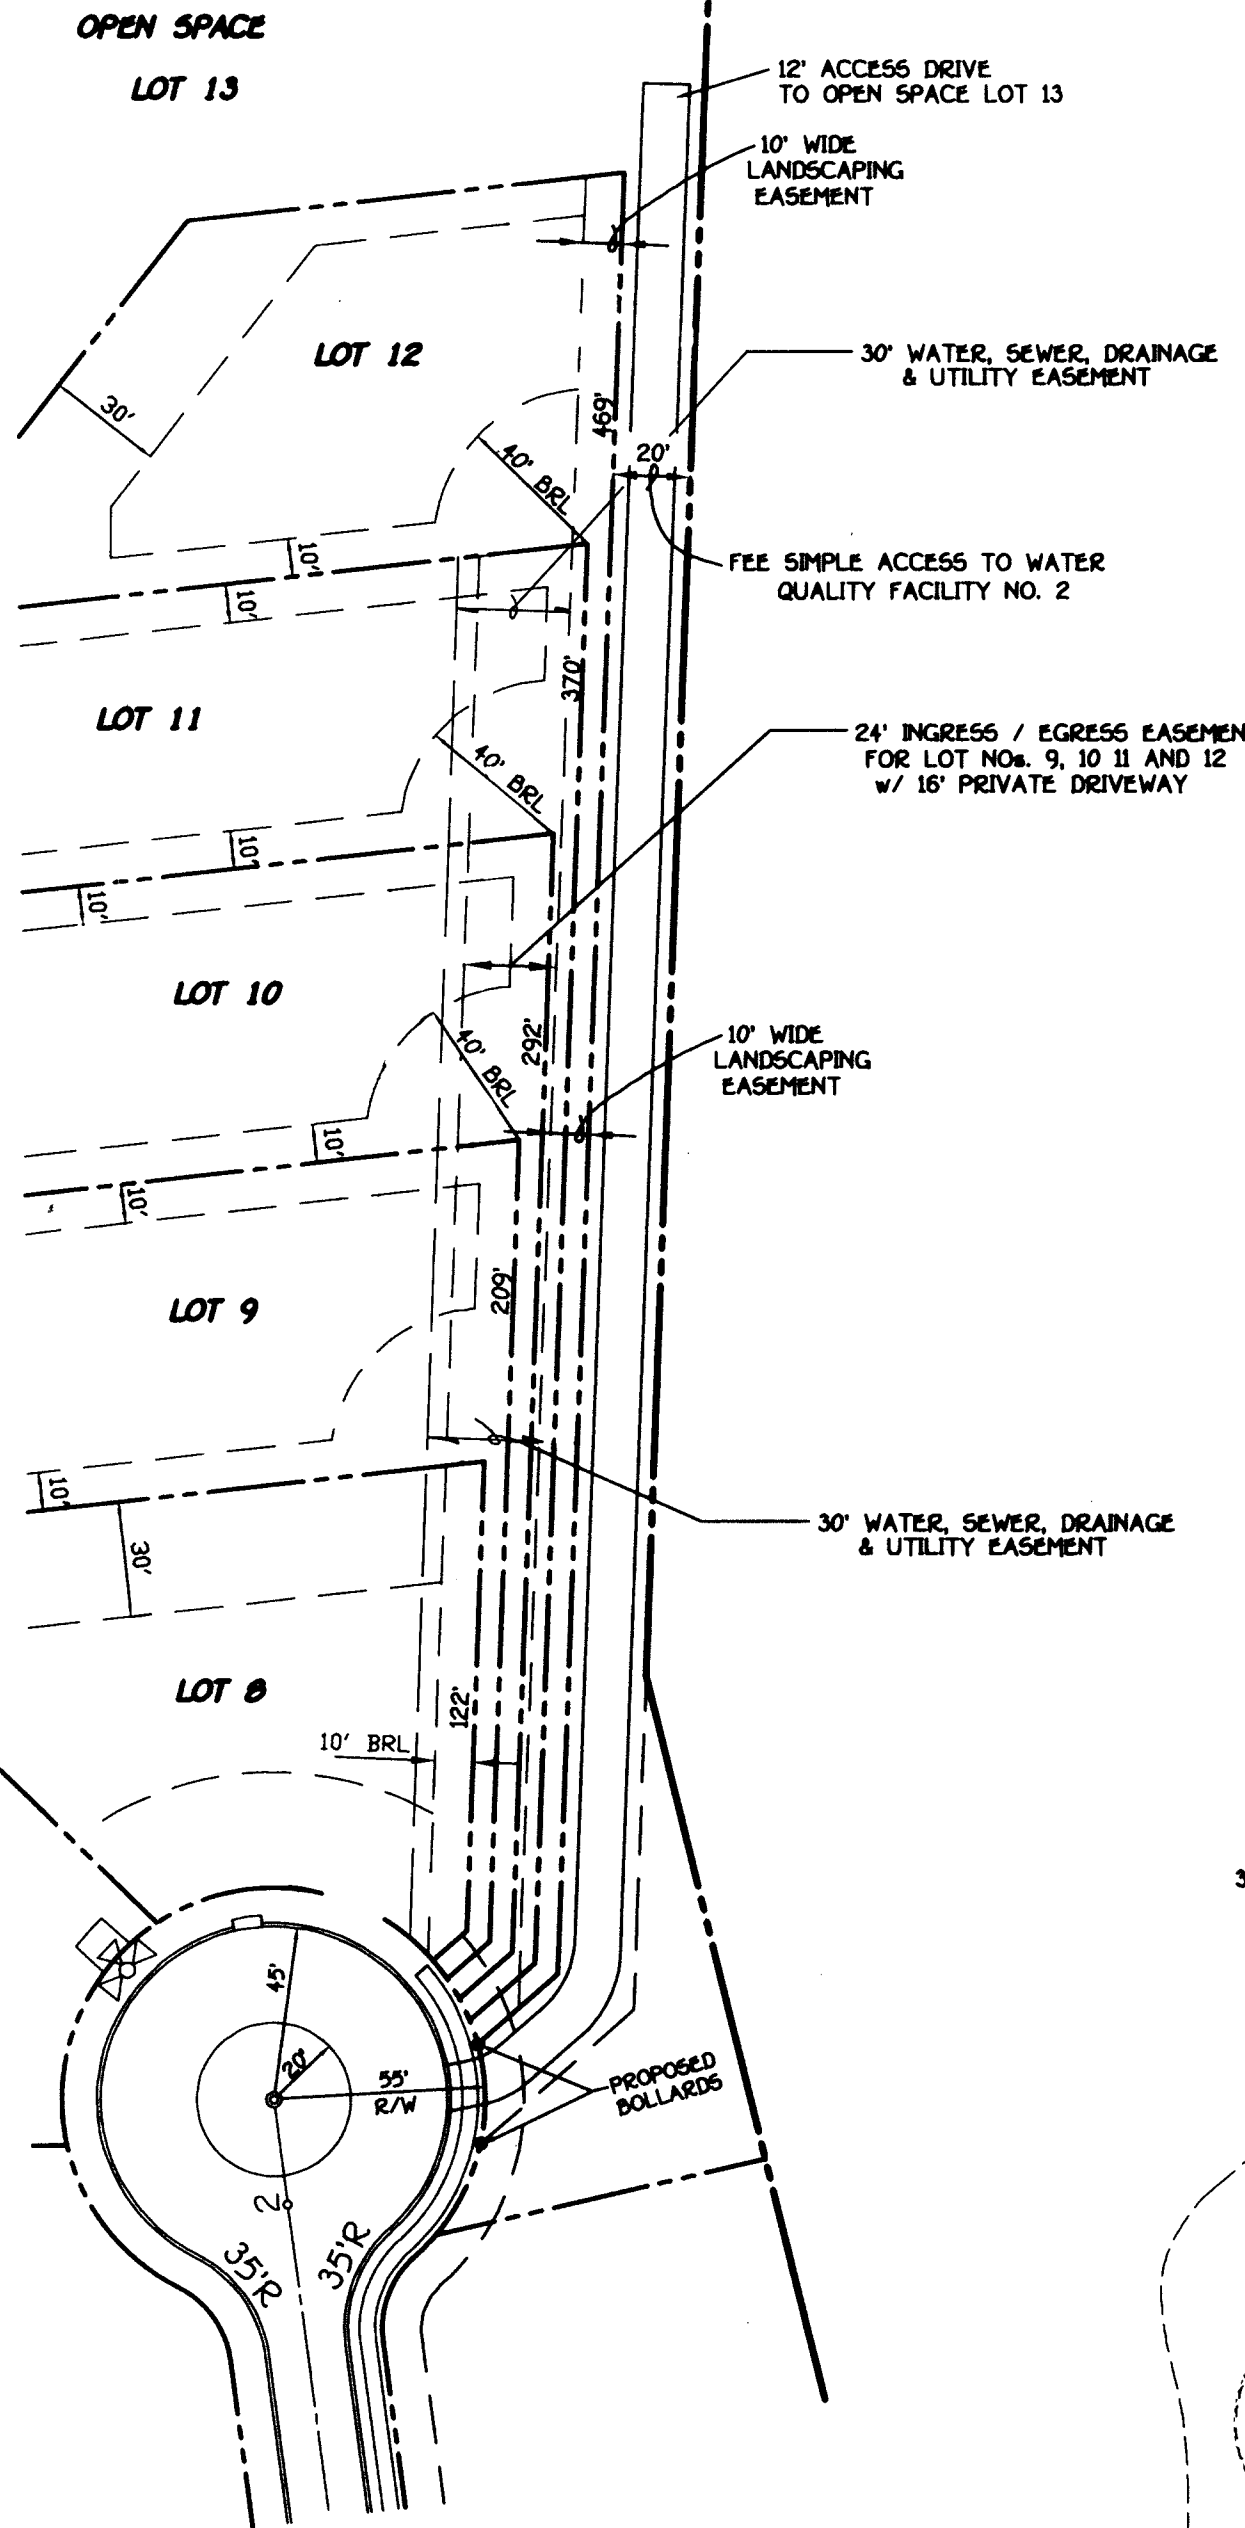 OPEN SPACE
LOT 13
12' ACCESS DRIVE
TO OPEN SPACE LOT 13
10' WIDE
LANDSCAPING
EASEMENT
LOT 12
30' WATER, SEWER, DRAINAGE
& UTILITY EASEMENT
30'
469'
20'
40' BRL
FEE SIMPLE ACCESS TO WATER
QUALITY FACILITY NO. 2
10'
10'
370'
LOT 11
24' INGRESS / EGRESS EASEMEN
FOR LOT NOs. 9, 10 11 AND 12
w/ 16' PRIVATE DRIVEWAY
40' BRL
10'
10'
LOT 10
292'
40' BRL
10' WIDE
LANDSCAPING
EASEMENT
10'
10'
209'
LOT 9
10'
30' WATER, SEWER, DRAINAGE
& UTILITY EASEMENT
30'
LOT 8
122'
10' BRL
3
45'
20'
55'
R/W
PROPOSED
BOLLARDS
2
35'R
35'R